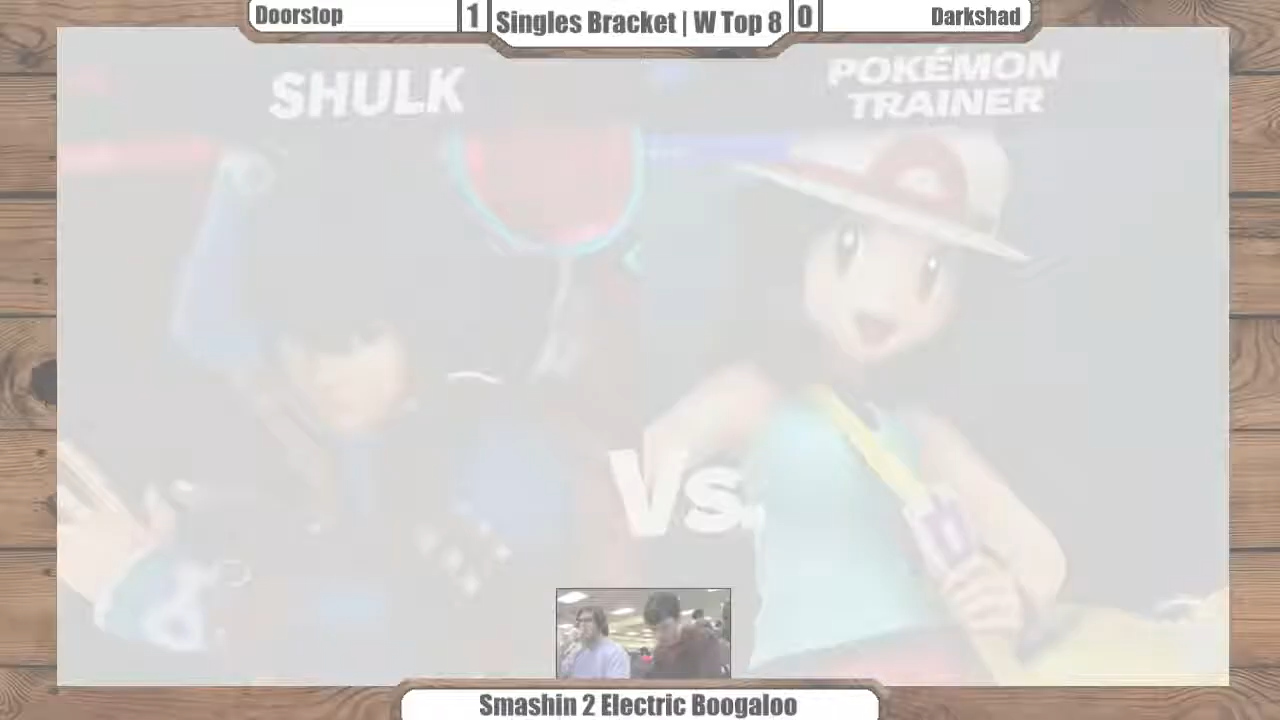 Doorstop
1
Singles Bracket | W Top 8
0
Darkshad
SHULK
POKÉMON
TRAINER
Vs.
Smashin 2 Electric Boogaloo